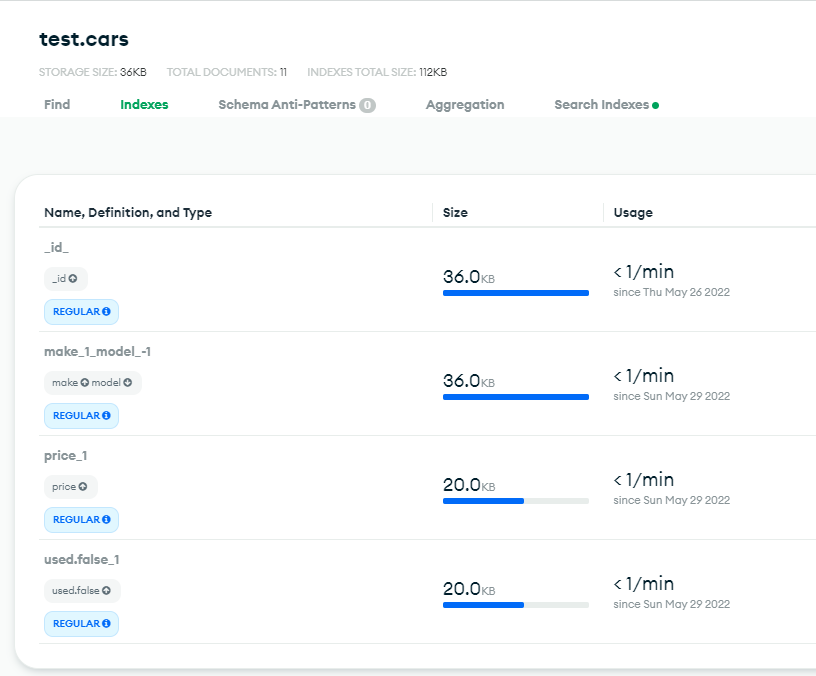 test.cars
STORAGE SIZE: 36KB TOTAL DOCUMENTS: 11 INDEXES TOTAL SIZE: 112KB
Find Indexes Schema Anti-Patterns 0 Aggregation Search Indexes
Name, Definition, and Type Size Usage
_id_
_id
REGULAR
36.0KB
< 1/min
since Thu May 26 2022
make_1_model_-1
make model
REGULAR
36.0KB
< 1/min
since Sun May 29 2022
price_1
price
REGULAR
20.0KB
< 1/min
since Sun May 29 2022
used.false_1
used.false
REGULAR
20.0KB
< 1/min
since Sun May 29 2022